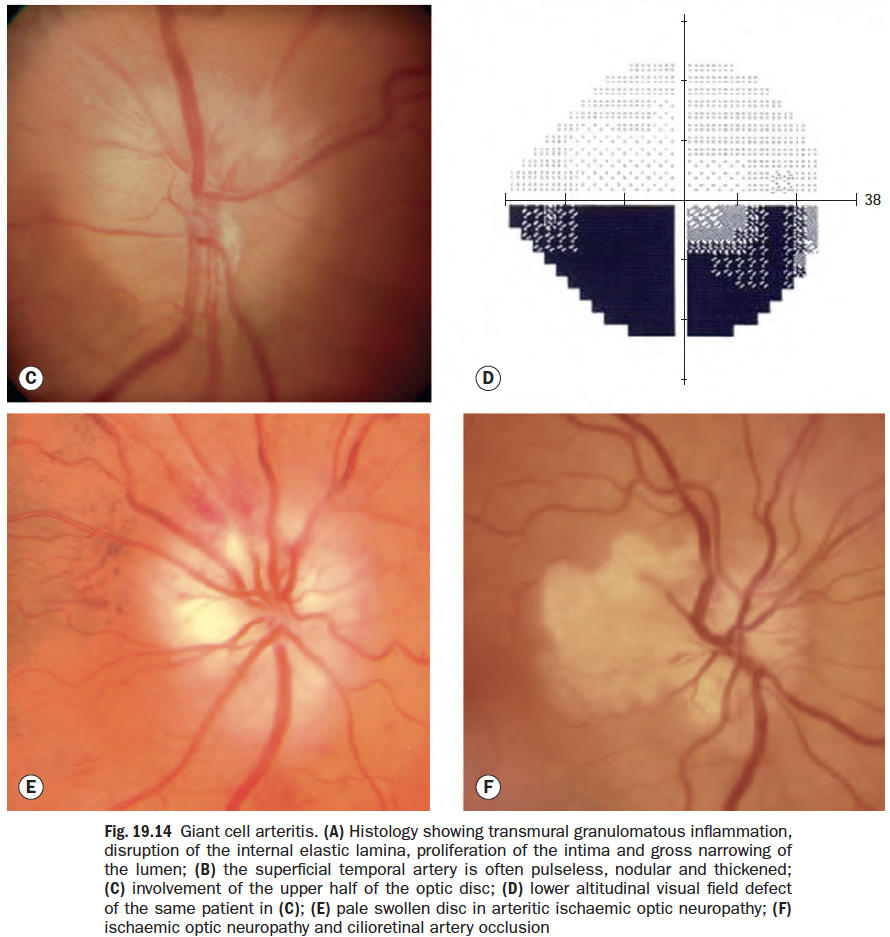 38
C
D
E
F
Fig. 19.14 Giant cell arteritis. (A) Histology showing transmural granulomatous inflammation,
disruption of the internal elastic lamina, proliferation of the intima and gross narrowing of
the lumen; (B) the superficial temporal artery is often pulseless, nodular and thickened;
(C) involvement of the upper half of the optic disc; (D) lower altitudinal visual field defect
of the same patient in (C); (E) pale swollen disc in arteritic ischaemic optic neuropathy; (F)
ischaemic optic neuropathy and cilioretinal artery occlusion